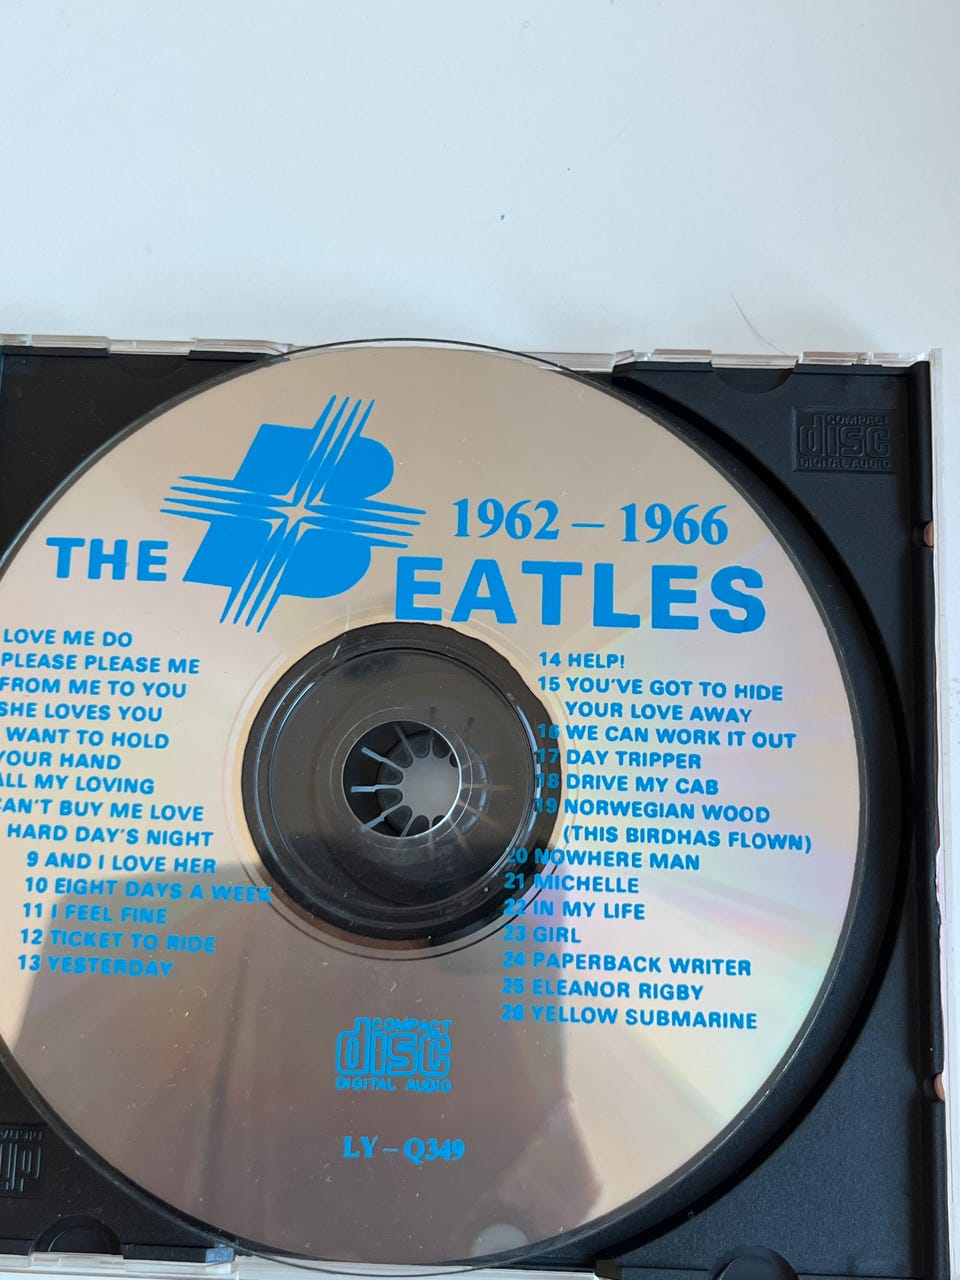 1962 – 1966
THE BEATLES
LOVE ME DO
PLEASE PLEASE ME
FROM ME TO YOU
SHE LOVES YOU
WANT TO HOLD
YOUR HAND
ALL MY LOVING
CAN'T BUY ME LOVE
HARD DAY'S NIGHT
9 AND I LOVE HER
10 EIGHT DAYS A WEEK
11 I FEEL FINE
12 TICKET TO RIDE
13 YESTERDAY
14 HELP!
15 YOU'VE GOT TO HIDE
YOUR LOVE AWAY
16 WE CAN WORK IT OUT
17 DAY TRIPPER
18 DRIVE MY CAB
19 NORWEGIAN WOOD
(THIS BIRDHAS FLOWN)
20 NOWHERE MAN
21 MICHELLE
22 IN MY LIFE
23 GIRL
24 PAPERBACK WRITER
25 ELEANOR RIGBY
26 YELLOW SUBMARINE
COMPACT
disc
DIGITAL AUDIO
LY – Q349
COMPACT
disc
DIGITAL AUDIO